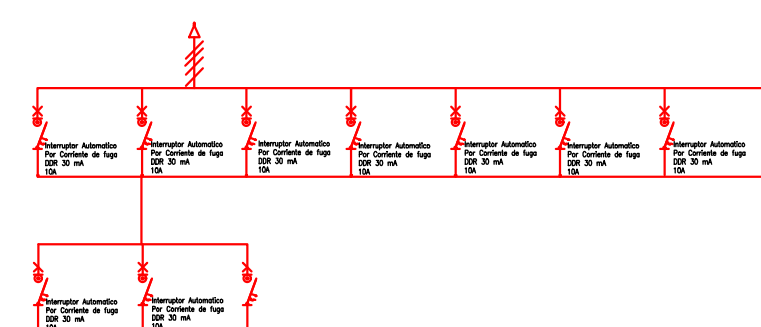 Interruptor Automatico
Por Corriente de fuga
DDR 30 mA
10A
Interruptor Automatico
Por Corriente de fuga
DDR 30 mA
10A
Interruptor Automatico
Por Corriente de fuga
DDR 30 mA
10A
Interruptor Automatico
Por Corriente de fuga
DDR 30 mA
10A
Interruptor Automatico
Por Corriente de fuga
DDR 30 mA
10A
Interruptor Automatico
Por Corriente de fuga
DDR 30 mA
10A
Interruptor Automatico
Por Corriente de fuga
DDR 30 mA
10A
Interruptor Automatico
Por Corriente de fuga
DDR 30 mA
10A
Interruptor Automatico
Por Corriente de fuga
DDR 30 mA
10A